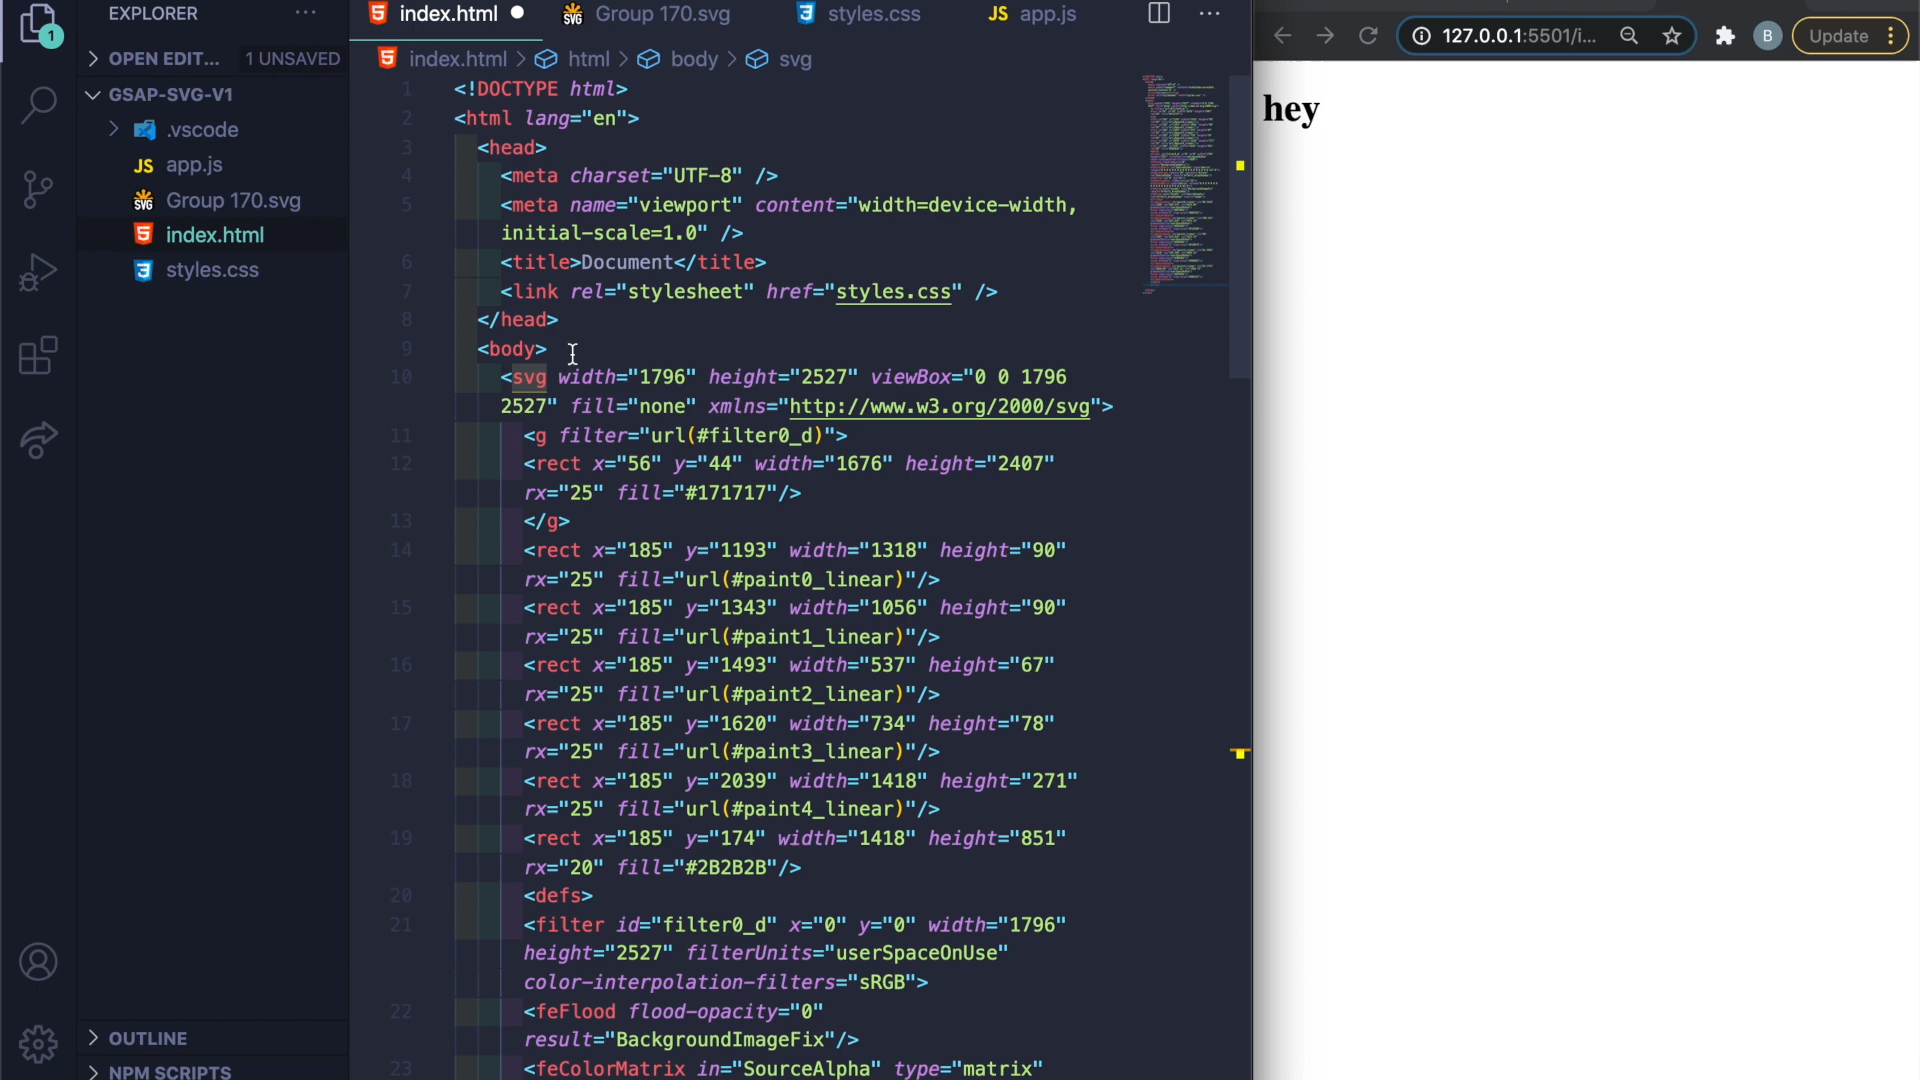 EXPLORER
OPEN EDIT... 1 UNSAVED
GSAP-SVG-V1
.vscode
JS app.js
SVG Group 170.svg
5 index.html
3 styles.css
OUTLINE
NPM SCRIPTS
1
5 index.html
SVG Group 170.svg
3 styles.css
JS app.js
5 index.html > html > body > svg
1 <!DOCTYPE html>
2 <html lang="en">
3 <head>
4 <meta charset="UTF-8" />
5 <meta name="viewport" content="width=device-width,
initial-scale=1.0" />
6 <title>Document</title>
7 <link rel="stylesheet" href="styles.css" />
8 </head>
9 <body>
10 <svg width="1796" height="2527" viewBox="0 0 1796
2527" fill="none" xmlns="http://www.w3.org/2000/svg">
11 <g filter="url(#filter0_d)">
12 <rect x="56" y="44" width="1676" height="2407"
rx="25" fill="#171717"/>
13 </g>
14 <rect x="185" y="1193" width="1318" height="90"
rx="25" fill="url(#paint0_linear)"/>
15 <rect x="185" y="1343" width="1056" height="90"
rx="25" fill="url(#paint1_linear)"/>
16 <rect x="185" y="1493" width="537" height="67"
rx="25" fill="url(#paint2_linear)"/>
17 <rect x="185" y="1620" width="734" height="78"
rx="25" fill="url(#paint3_linear)"/>
18 <rect x="185" y="2039" width="1418" height="271"
rx="25" fill="url(#paint4_linear)"/>
19 <rect x="185" y="174" width="1418" height="851"
rx="20" fill="#2B2B2B"/>
20 <defs>
21 <filter id="filter0_d" x="0" y="0" width="1796"
height="2527" filterUnits="userSpaceOnUse"
color-interpolation-filters="sRGB">
22 <feFlood flood-opacity="0"
result="BackgroundImageFix"/>
23 <feColorMatrix in="SourceAlpha" type="matrix"
127.0.0.1:5501/i...
B
Update
hey